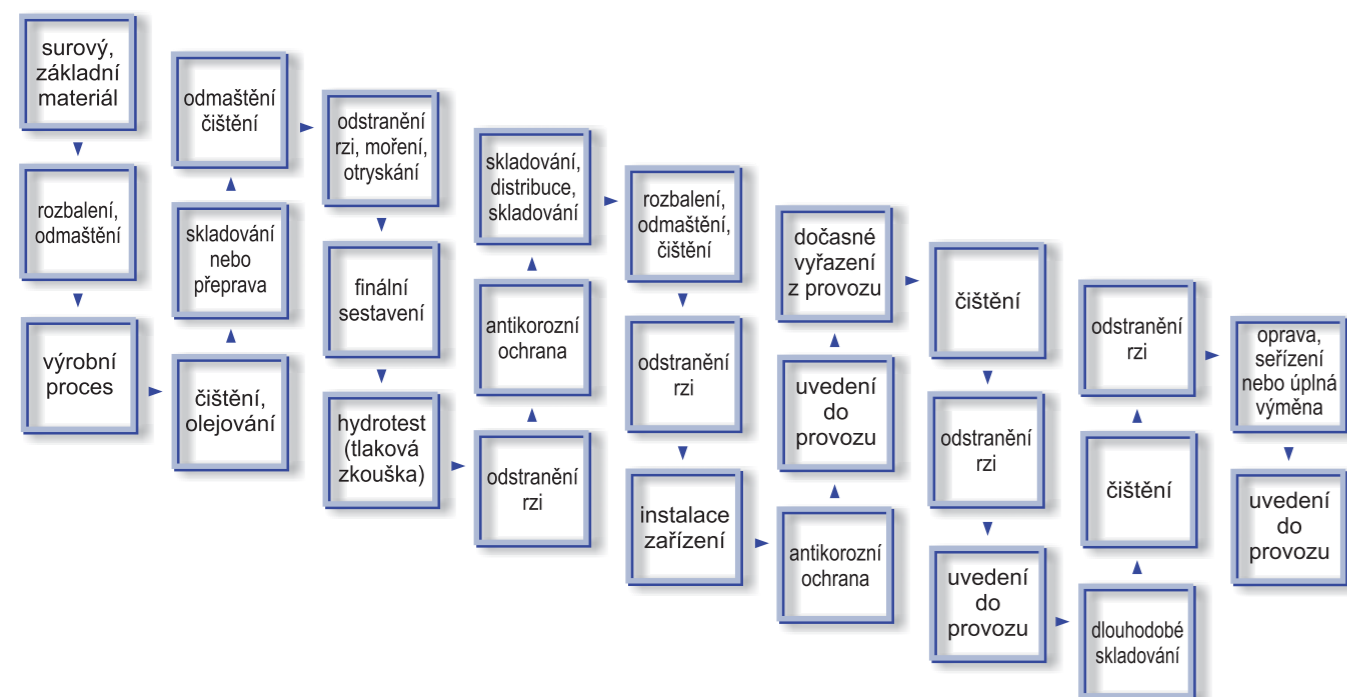 surový,
základní
materiál
rozbalení,
odmaštění
výrobní
proces
čištění,
olejování
skladování
nebo
přeprava
odmaštění
čištění
odstranění
rzi, moření,
otryskání
finální
sestavení
hydrotest
(tlaková
zkouška)
odstranění
rzi
antikorozní
ochrana
skladování,
distribuce,
skladování
rozbalení,
odmaštění,
čištění
odstranění
rzi
instalace
zařízení
antikorozní
ochrana
uvedení
do
provozu
dočasné
vyřazení
z provozu
čištění
odstranění
rzi
uvedení
do
provozu
dlouhodobé
skladování
čištění
odstranění
rzi
oprava,
seřízení
nebo úplná
výměna
uvedení
do
provozu